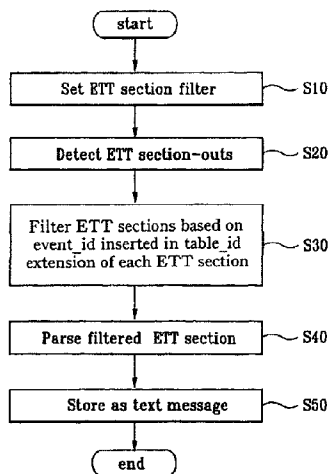 start
Set ETT section filter
S10
Detect ETT section-outs
S20
Filter ETT sections based on
event_id inserted in table_id
extension of each ETT section
S30
Parse filtered ETT section
S40
Store as text message
S50
end